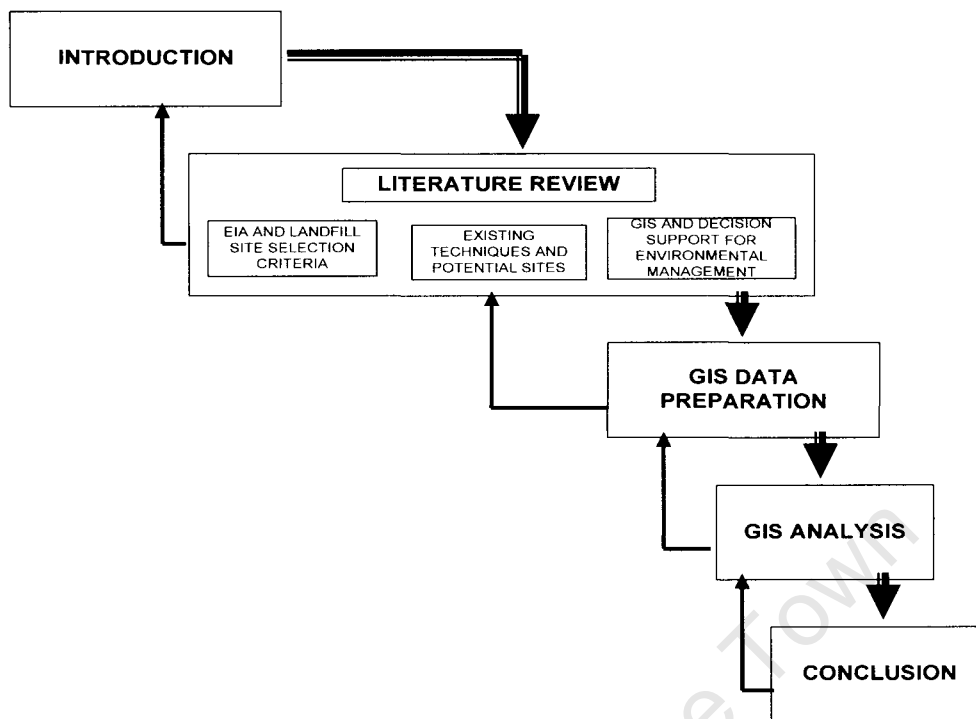 INTRODUCTION
LITERATURE REVIEW
EIA AND LANDFILL
SITE SELECTION
CRITERIA
EXISTING
TECHNIQUES AND
POTENTIAL SITES
GIS AND DECISION
SUPPORT FOR
ENVIRONMENTAL
MANAGEMENT
GIS DATA
PREPARATION
GIS ANALYSIS
CONCLUSION
Town